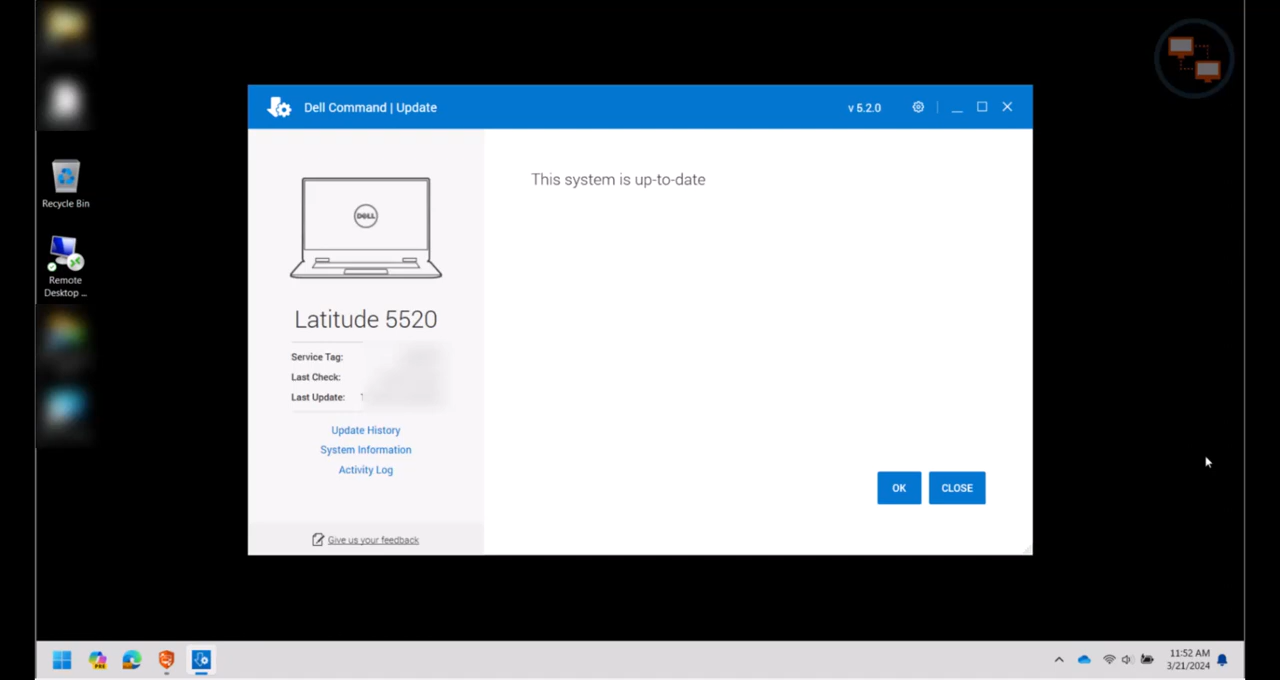 Dell Command | Update
v 5.2.0
This system is up-to-date
DELL
Latitude 5520
Service Tag:
Last Check:
Last Update:
Update History
System Information
Activity Log
OK
CLOSE
Give us your feedback
Recycle Bin
Remote
Desktop ...
PRE
11:52 AM
3/21/2024